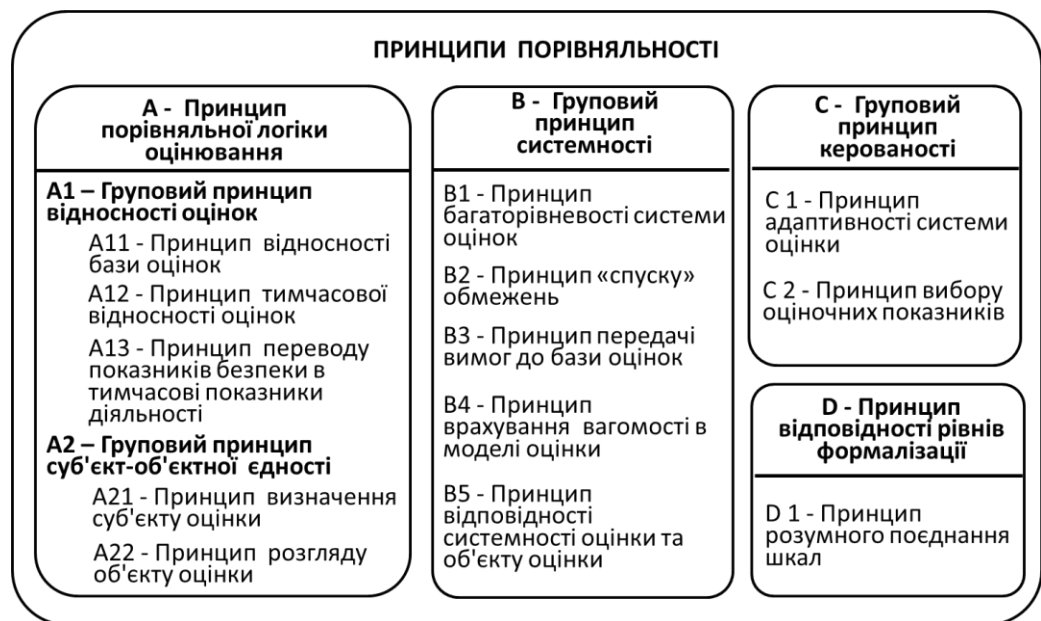 ПРИНЦИПИ ПОРІВНЯЛЬНОСТІ
А - Принцип
порівняльної логіки
оцінювання
А1 – Груповий принцип
відносності оцінок
А11 - Принцип відносності
бази оцінок
А12 - Принцип тимчасової
відносності оцінок
А13 - Принцип переводу
показників безпеки в
тимчасові показники
діяльності
А2 – Груповий принцип
суб'єкт-об'єктної єдності
А21 - Принцип визначення
суб'єкту оцінки
А22 - Принцип розгляду
об'єкту оцінки
В - Груповий
принцип
системності
В1 - Принцип
багаторівневості системи
оцінок
В2 - Принцип «спуску»
обмежень
В3 - Принцип передачі
вимог до бази оцінок
В4 - Принцип
врахування вагомості в
моделі оцінки
В5 - Принцип
відповідності
системності оцінки та
об'єкту оцінки
С - Груповий
принцип
керованості
С 1 - Принцип
адаптивності системи
оцінки
С 2 - Принцип вибору
оціночних показників
D - Принцип
відповідності рівнів
формалізації
D 1 - Принцип
розумного поєднання
шкал